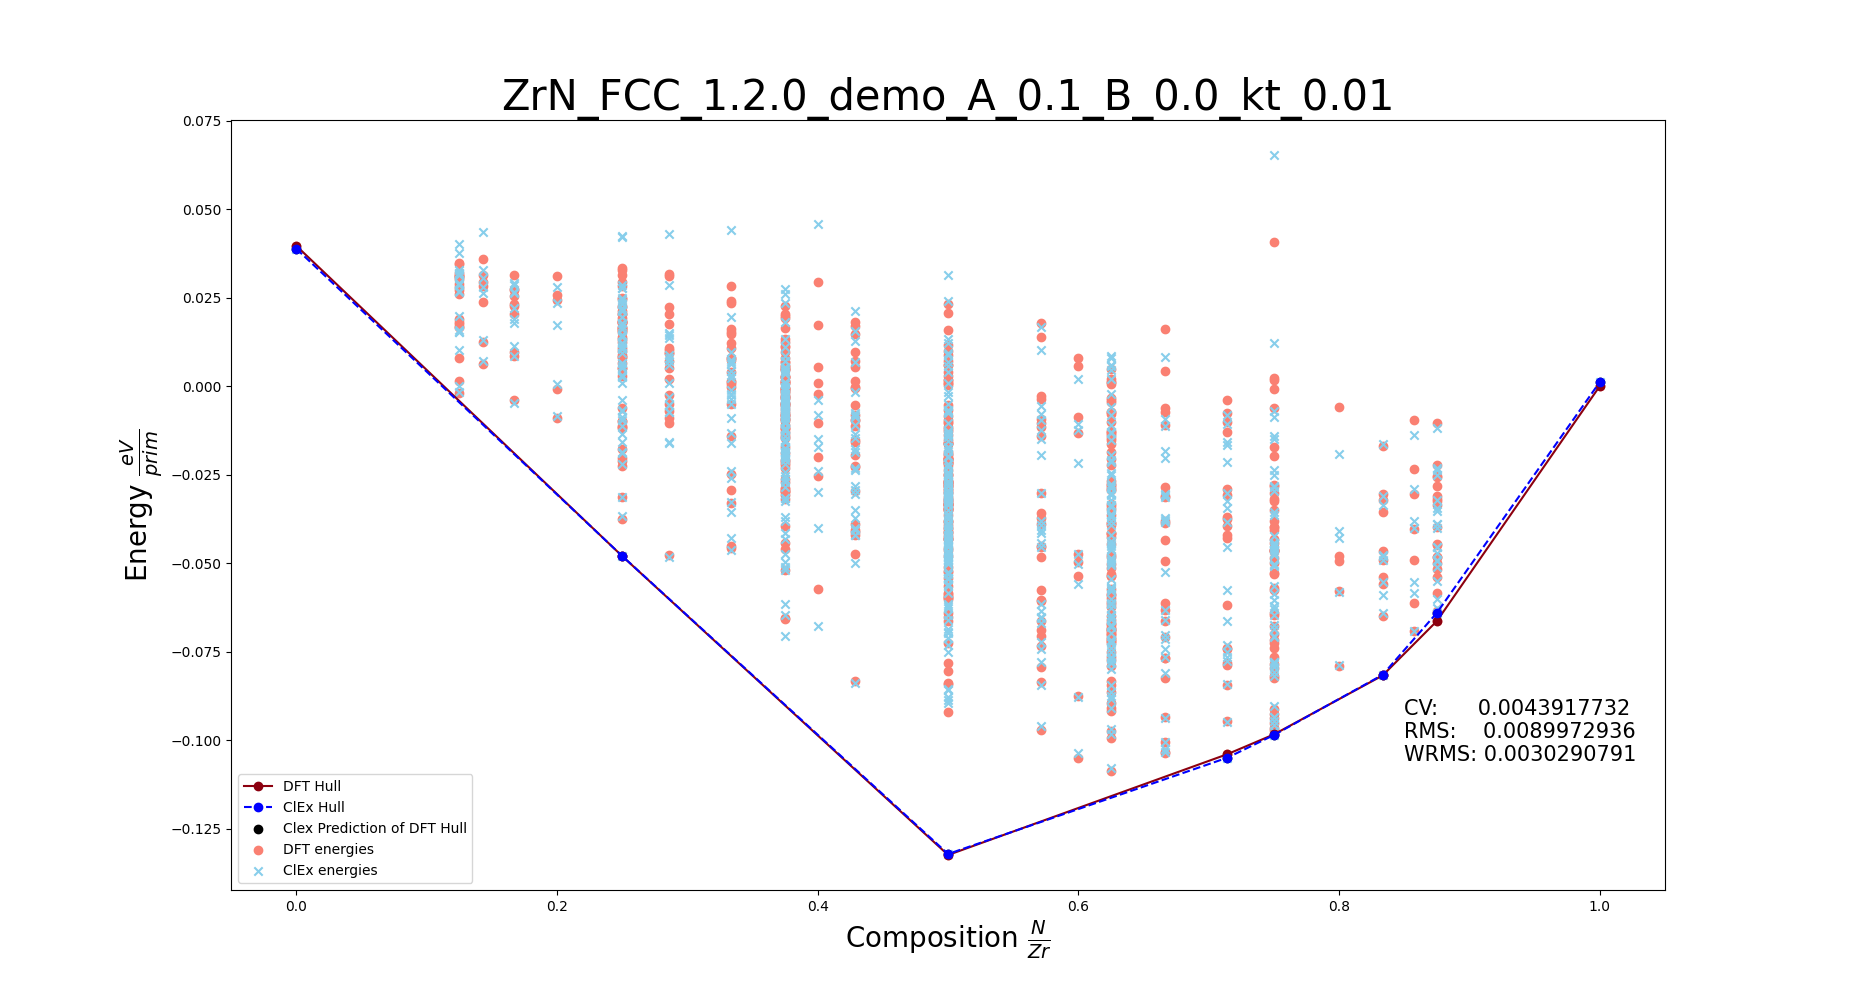 ZrN_FCC_1.2.0_demo_A_0.1_B_0.0_kt_0.01
0.075
0.050
0.025
0.000
−0.025
−0.050
−0.075
−0.100
−0.125
Energy eV/prim
CV: 0.0043917732
RMS: 0.0089972936
WRMS: 0.0030290791
DFT Hull
ClEx Hull
Clex Prediction of DFT Hull
DFT energies
ClEx energies
0.0 0.2 0.4 0.6 0.8 1.0
Composition N/Zr